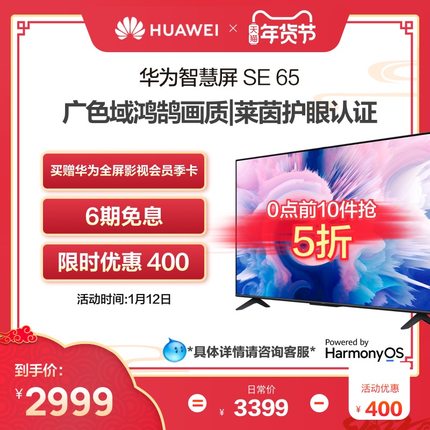 HUAWEI
天猫 年货节
华为智慧屏 SE 65
广色域鸿鹄画质|莱茵护眼认证
买赠华为全屏影视会员季卡
6期免息
限时优惠 400
活动时间:1月12日
0点前10件抢
5折
*具体详情请咨询客服*
Powered by
HarmonyOS
到手价:
¥2999
=
日常价
¥ 3399
−
活动优惠
¥ 400